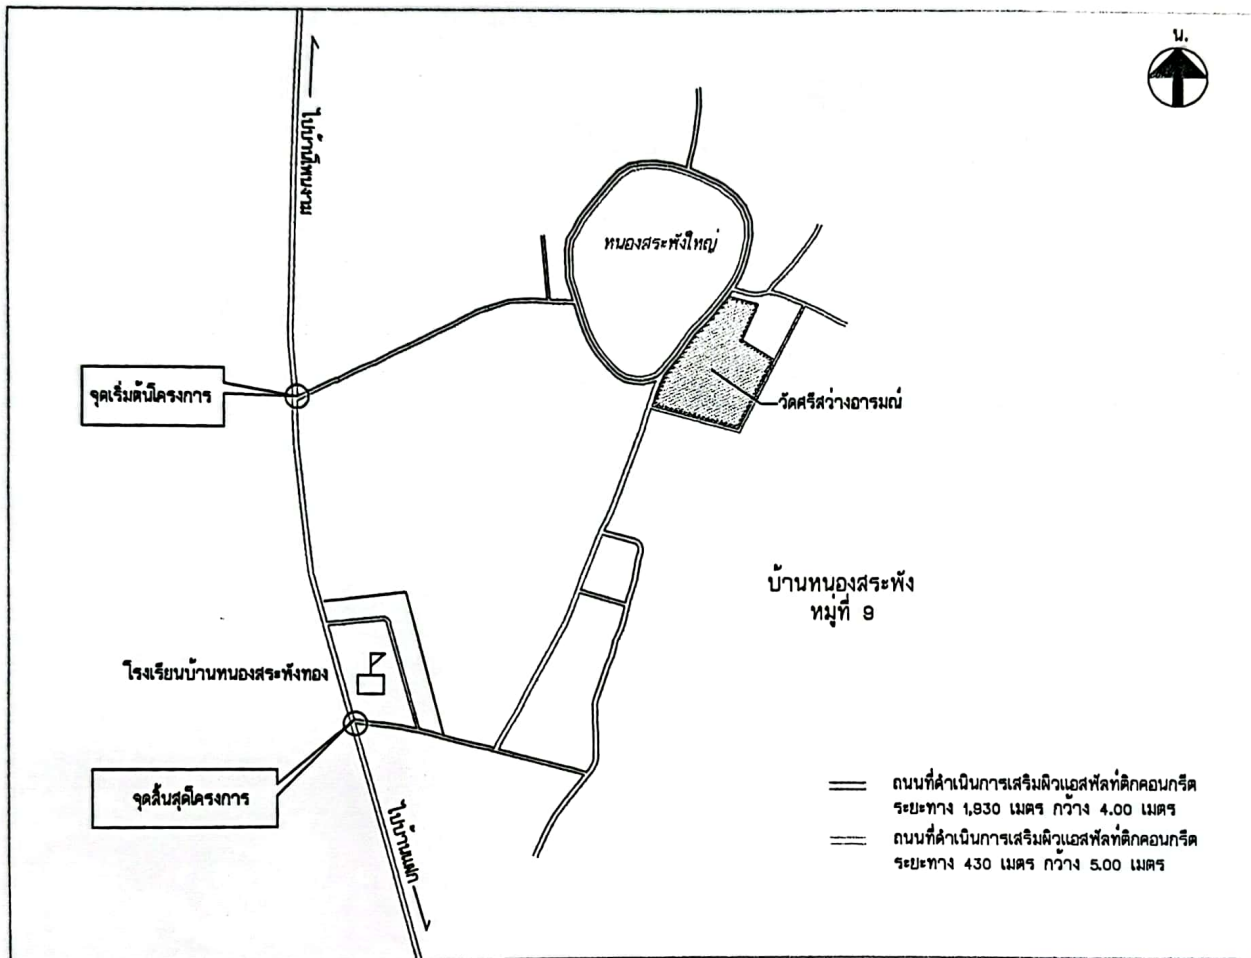 น.
ไปบ้านโพนงาม
หนองสระพังใหญ่
จุดเริ่มต้นโครงการ
วัดศรีสว่างอารมณ์
บ้านหนองสระพัง
หมู่ที่ 9
โรงเรียนบ้านหนองสระพังทอง
จุดสิ้นสุดโครงการ
ไปบ้านแฝก
ถนนที่ดำเนินการเสริมผิวแอสฟัลท์ติกคอนกรีต
ระยะทาง 1,930 เมตร กว้าง 4.00 เมตร
ถนนที่ดำเนินการเสริมผิวแอสฟัลท์ติกคอนกรีต
ระยะทาง 430 เมตร กว้าง 5.00 เมตร